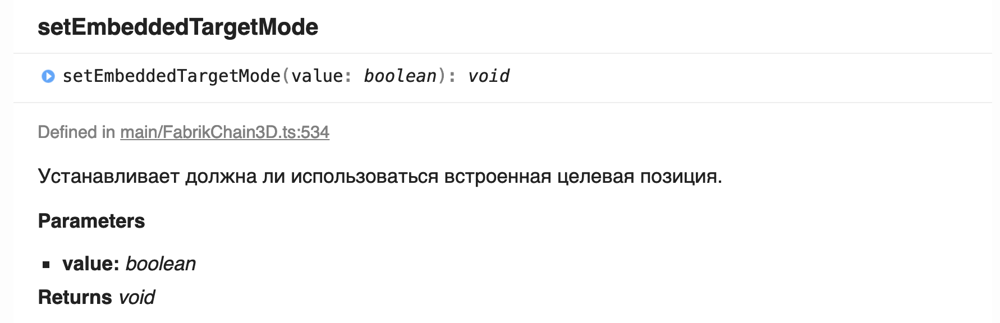 setEmbeddedTargetMode
setEmbeddedTargetMode(value: boolean): void
Defined in main/FabrikChain3D.ts:534
Устанавливает должна ли использоваться встроенная целевая позиция.
Parameters
▪ value: boolean
Returns void